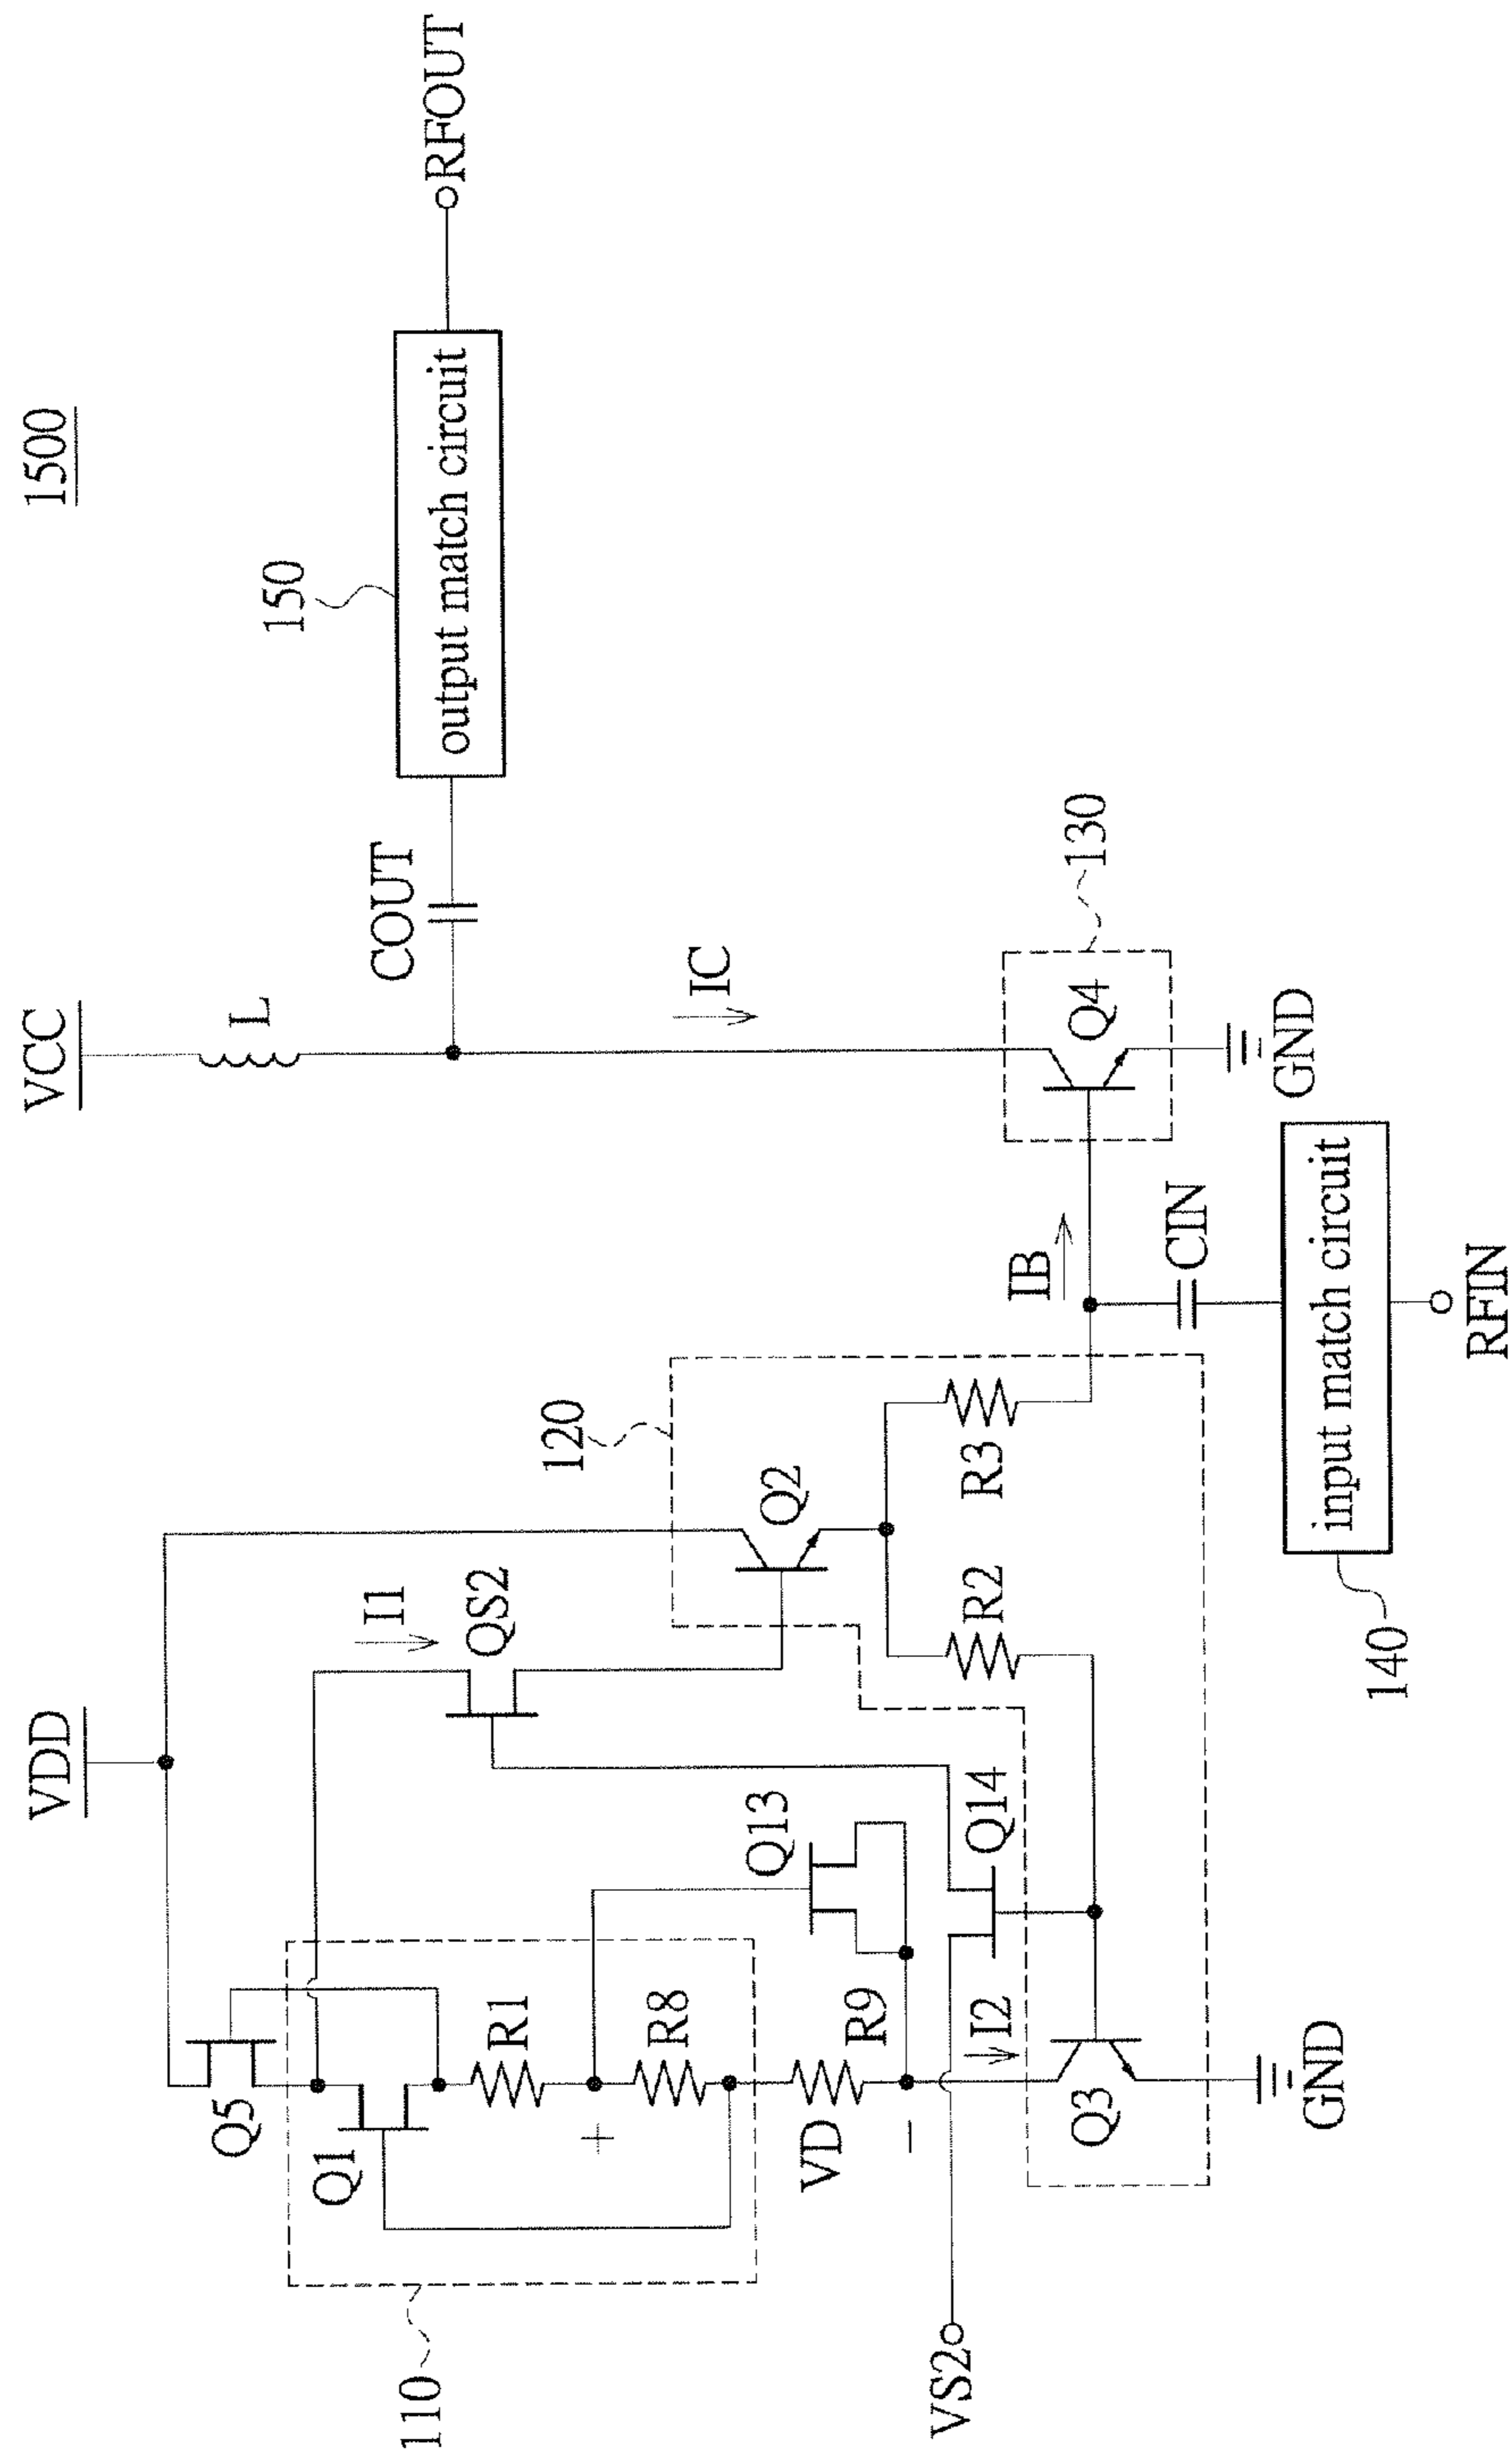 1500
VDD
VCC
L
COUT
150
output match circuit
RFOUT
Q5
I1
QS2
Q1
110
R1
R8
+
VD
−
R9
Q13
Q14
Q2
120
R2
R3
IC
130
Q4
IB
I2
Q3
VS2
CIN
GND
GND
input match circuit
140
RFIN